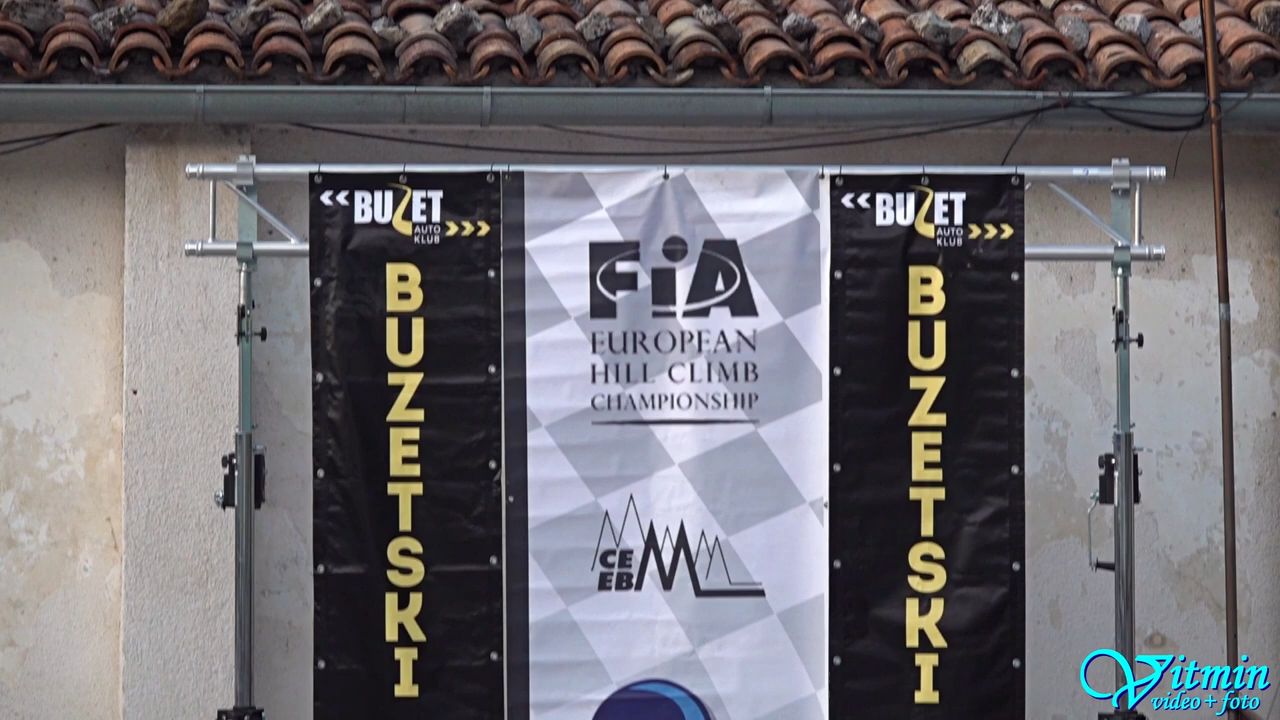 BUZET
AUTO
KLUB
BUZETSKI
FiA
EUROPEAN
HILL CLIMB
CHAMPIONSHIP
CE
EB
BUZET
AUTO
KLUB
BUZETSKI
Vitmin
video+foto